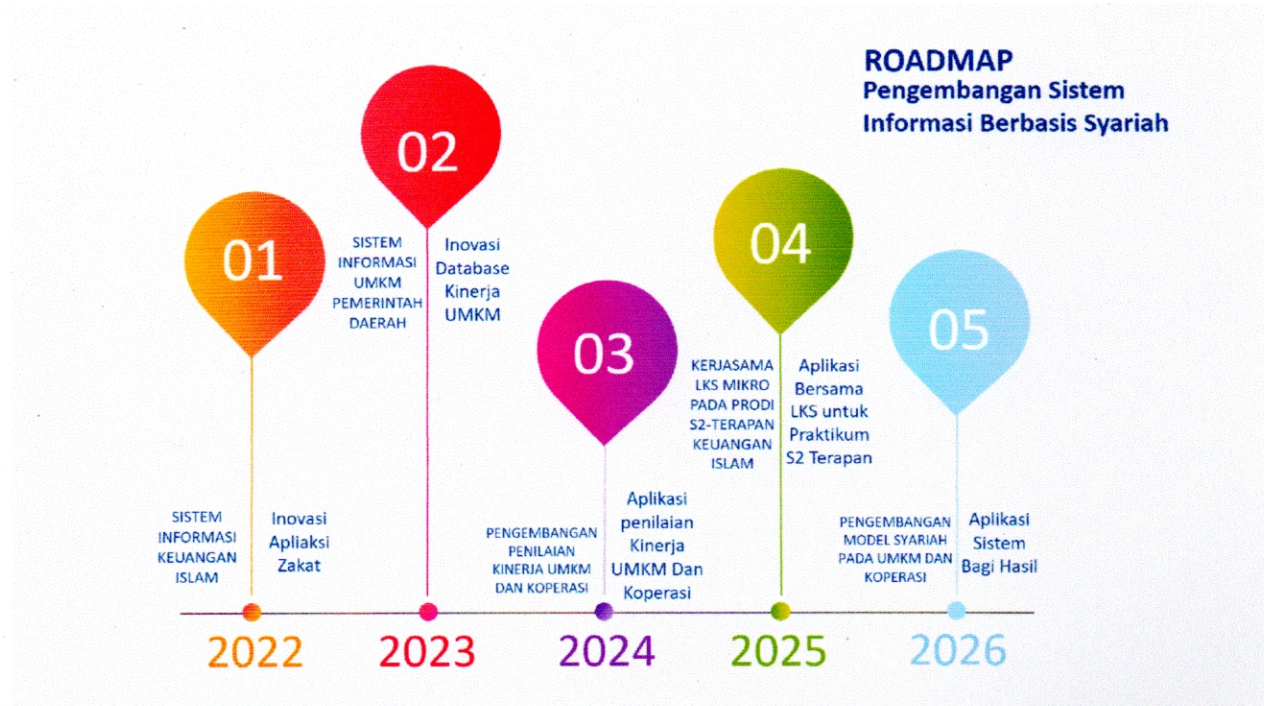 ROADMAP
Pengembangan Sistem
Informasi Berbasis Syariah
01
SISTEM
INFORMASI
KEUANGAN
ISLAM
Inovasi
Apliaksi
Zakat
2022
02
SISTEM
INFORMASI
UMKM
PEMERINTAH
DAERAH
Inovasi
Database
Kinerja
UMKM
2023
03
PENGEMBANGAN
PENILAIAN
KINERJA UMKM
DAN KOPERASI
Aplikasi
penilaian
Kinerja
UMKM Dan
Koperasi
2024
04
KERJASAMA
LKS MIKRO
PADA PRODI
S2-TERAPAN
KEUANGAN
ISLAM
Aplikasi
Bersama
LKS untuk
Praktikum
S2 Terapan
2025
05
PENGEMBANGAN
MODEL SYARIAH
PADA UMKM DAN
KOPERASI
Aplikasi
Sistem
Bagi Hasil
2026